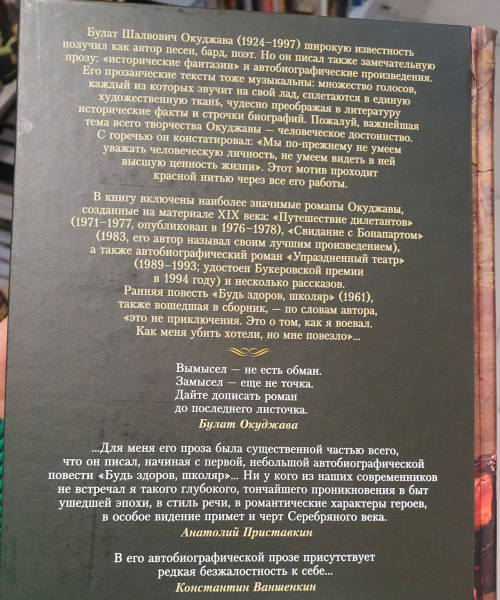 Булат Шалвович Окуджава (1924–1997) широкую известность
получил как автор песен, бард, поэт. Но он писал также замечательную
прозу: «исторические фантазии» и автобиографические произведения.
Его прозаические тексты тоже музыкальны: множество голосов,
каждый из которых звучит на свой лад, сплетаются в единую
художественную ткань, чудесно преображая в литературу
исторические факты и строчки биографий. Пожалуй, важнейшая
тема всего творчества Окуджавы — человеческое достоинство.
С горечью он констатировал: «Мы по-прежнему не умеем
уважать человеческую личность, не умеем видеть в ней
высшую ценность жизни». Этот мотив проходит
красной нитью через все его работы.
В книгу включены наиболее значимые романы Окуджавы,
созданные на материале XIX века: «Путешествие дилетантов»
(1971–1977, опубликован в 1976–1978), «Свидание с Бонапартом»
(1983, его автор называл своим лучшим произведением),
а также автобиографический роман «Упраздненный театр»
(1989–1993; удостоен Букеровской премии
в 1994 году) и несколько рассказов.
Ранняя повесть «Будь здоров, школяр» (1961),
также вошедшая в сборник, — по словам автора,
«это не приключения. Это о том, как я воевал.
Как меня убить хотели, но мне повезло»...
Вымысел — не есть обман.
Замысел — еще не точка.
Дайте дописать роман
до последнего листочка.
Булат Окуджава
...Для меня его проза была существенной частью всего,
что он писал, начиная с первой, небольшой автобиографической
повести «Будь здоров, школяр»... Ни у кого из наших современников
не встречал я такого глубокого, тончайшего проникновения в быт
ушедшей эпохи, в стиль речи, в романтические характеры героев,
в особое видение примет и черт Серебряного века.
Анатолий Приставкин
В его автобиографической прозе присутствует
редкая безжалостность к себе...
Константин Ваншенкин